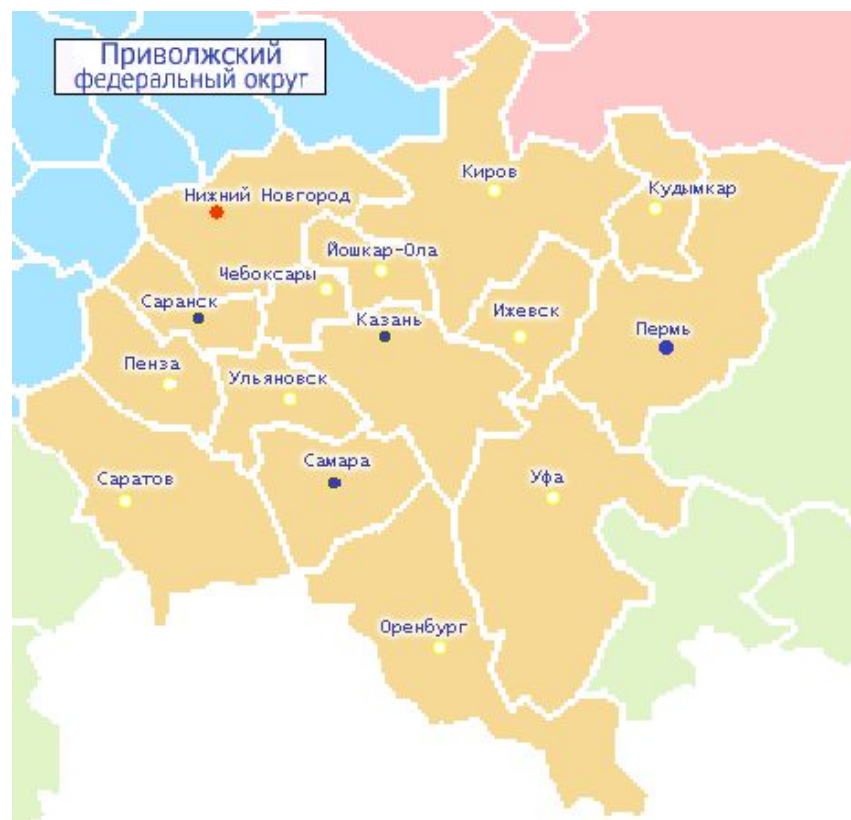 Приволжский
федеральный округ
Киров
Кудымкар
Нижний Новгород
Йошкар-Ола
Чебоксары
Саранск
Казань
Ижевск
Пермь
Пенза
Ульяновск
Самара
Саратов
Уфа
Оренбург